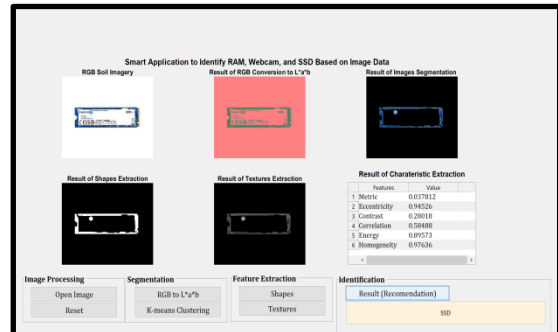 Smart Application to Identify RAM, Webcam, and SSD Based on Image Data
RGB Soil Imagery
Result of RGB Conversion to L*a*b
Result of Images Segmentation
Result of Shapes Extraction
Result of Textures Extraction
Result of Charateristic Extraction
Features Value
1 Metric 0.037812
2 Eccentricity 0.94526
3 Contrast 0.28018
4 Correlation 0.58488
5 Energy 0.89573
6 Homogeneity 0.97636
Image Processing
Open Image
Reset
Segmentation
RGB to L*a*b
K-means Clustering
Feature Extraction
Shapes
Textures
Identification
Result (Recomendation)
SSD